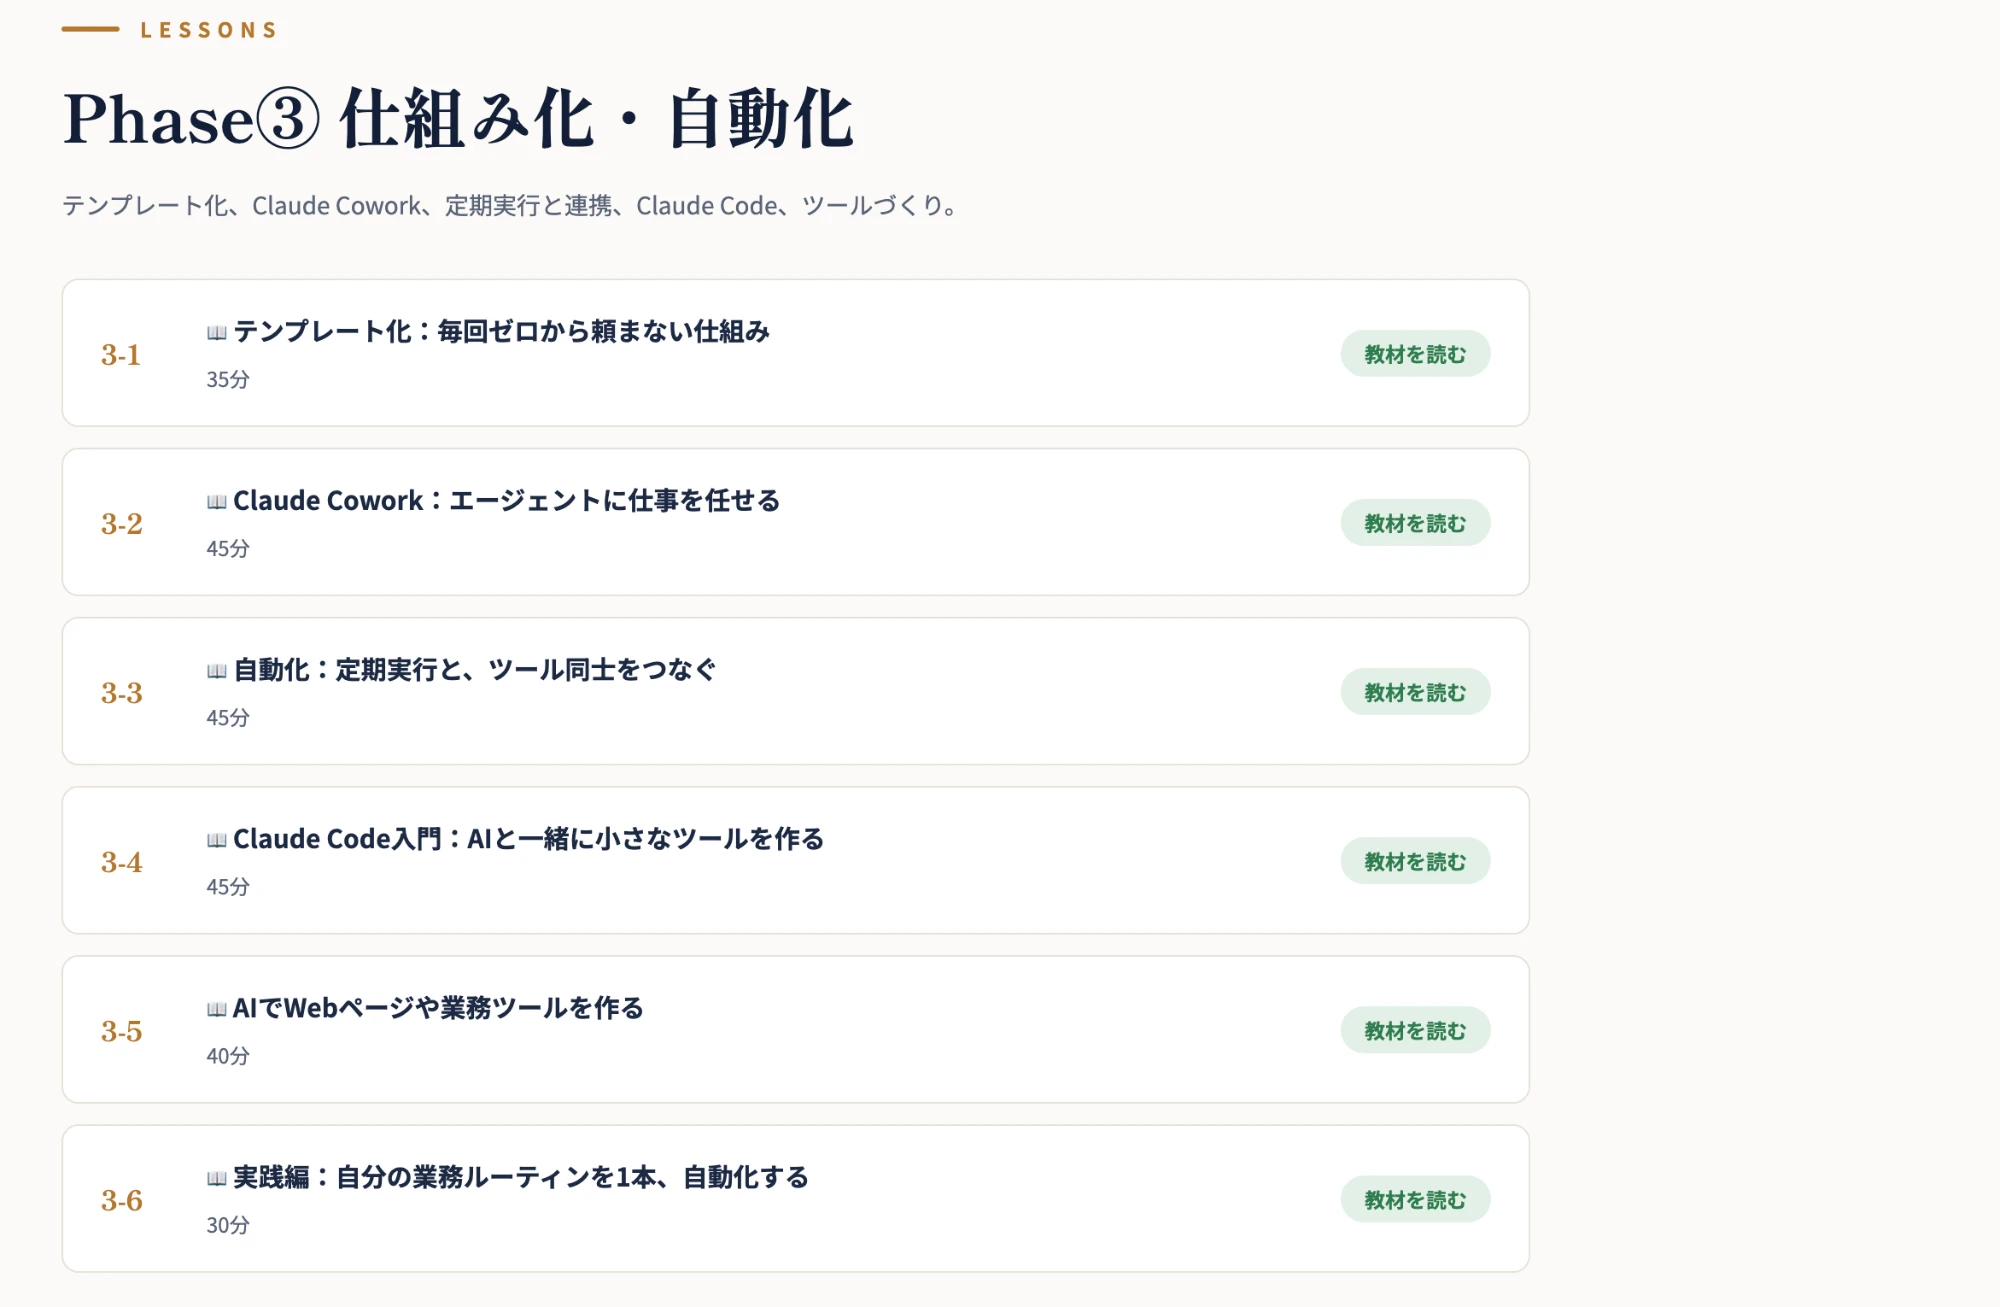 LESSONS
Phase③ 仕組み化・自動化
テンプレート化、Claude Cowork、定期実行と連携、Claude Code、ツールづくり。
3-1
📖 テンプレート化：毎回ゼロから頼まない仕組み
35分
教材を読む
3-2
📖 Claude Cowork：エージェントに仕事を任せる
45分
教材を読む
3-3
📖 自動化：定期実行と、ツール同士をつなぐ
45分
教材を読む
3-4
📖 Claude Code入門：AIと一緒に小さなツールを作る
45分
教材を読む
3-5
📖 AIでWebページや業務ツールを作る
40分
教材を読む
3-6
📖 実践編：自分の業務ルーティンを1本、自動化する
30分
教材を読む